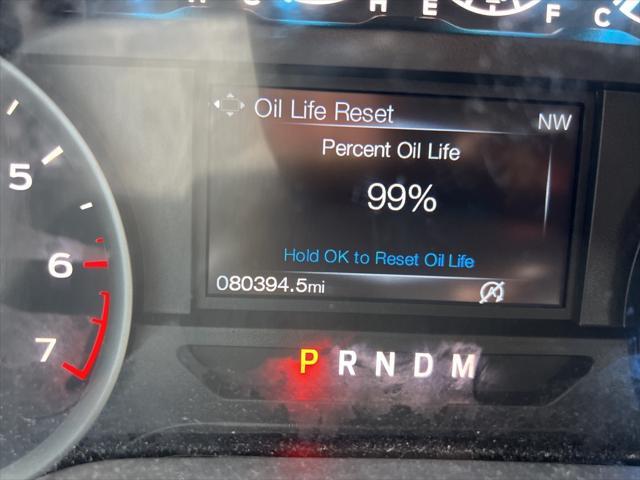 H E F C
Oil Life Reset
NW
Percent Oil Life
99%
Hold OK to Reset Oil Life
080394.5mi
5
6
7
P R N D M